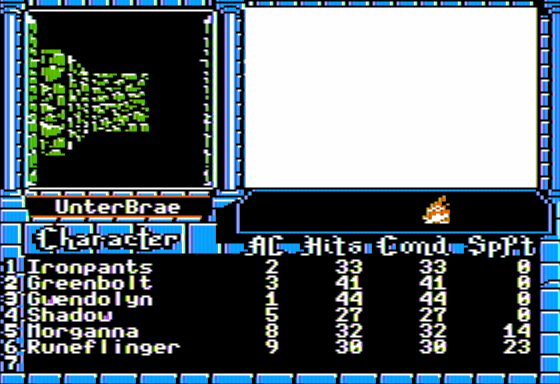 UnterBrae
Character AC Hits Cond SpPt
1 Ironpants 2 33 33 0
2 Greenbolt 3 41 41 0
3 Gwendolyn 1 44 44 0
4 Shadow 5 27 27 0
5 Morganna 8 32 32 14
6 Runeflinger 9 30 30 23
7